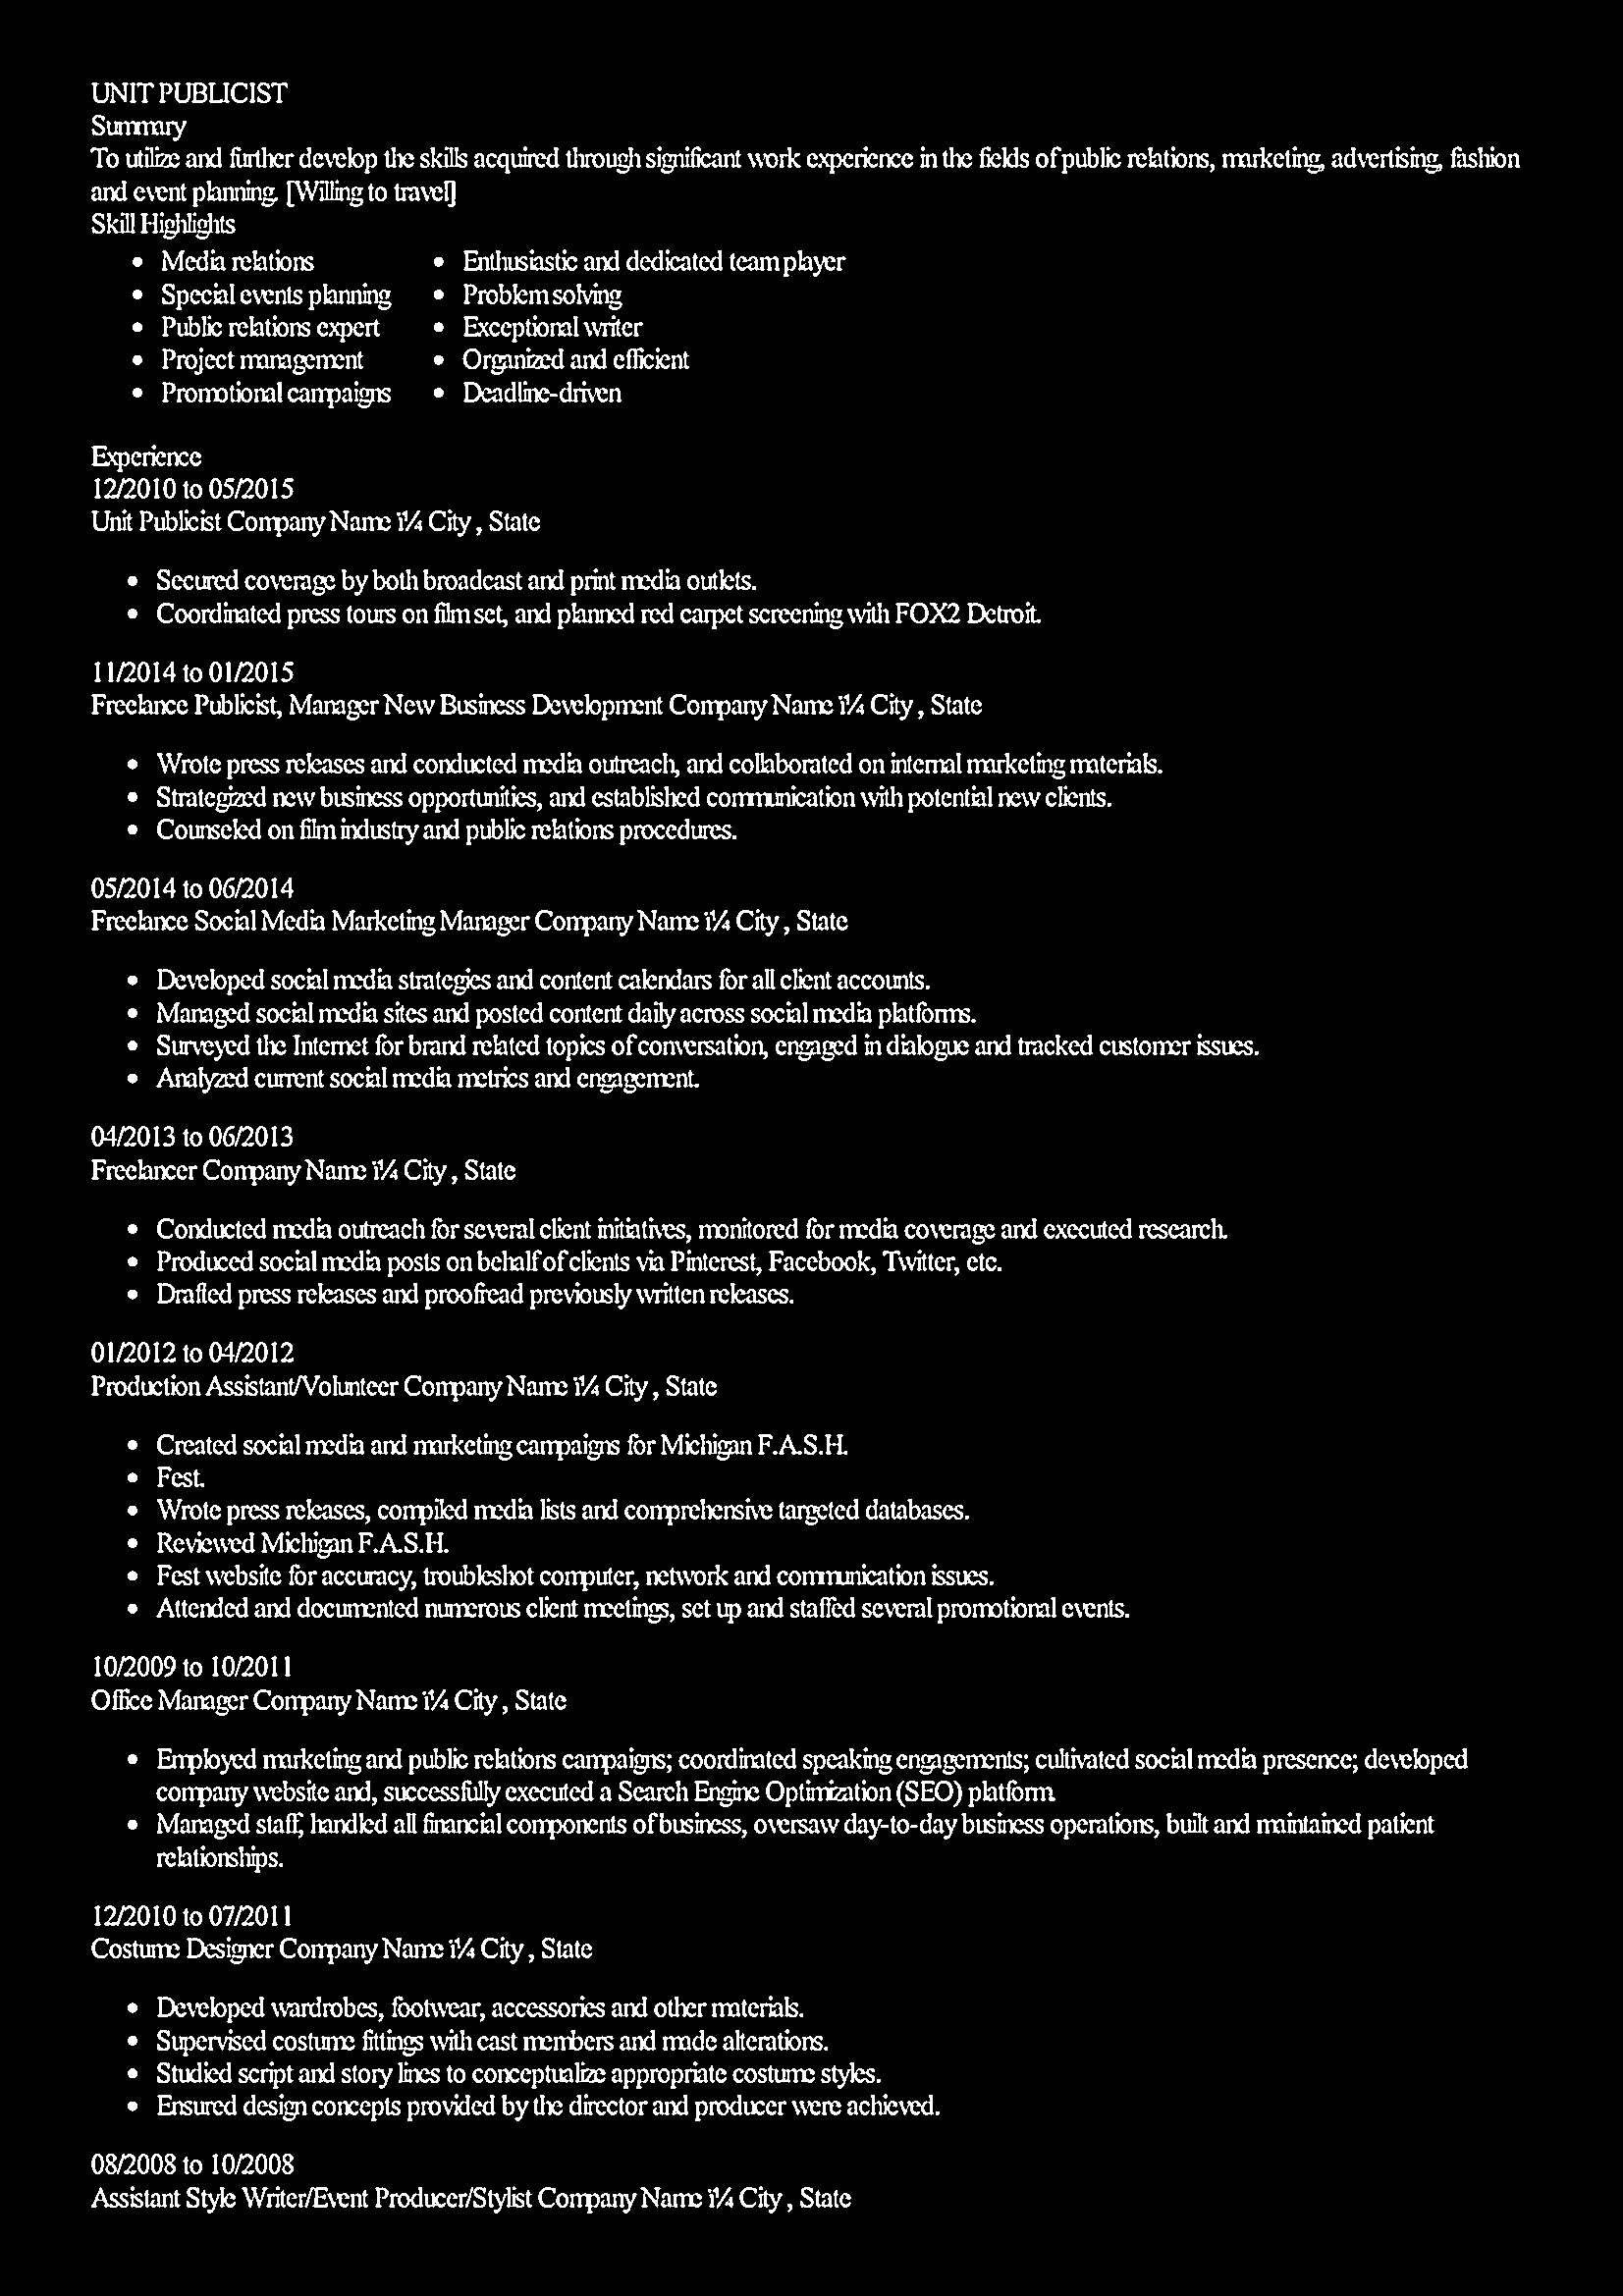 UNIT PUBLICIST
Summary
To utilize and further develop the skills acquired through significant work experience in the fields of public relations, marketing, advertising, fashion
and event planning. [Willing to travel]
Skill Highlights
• Media relations
• Special events planning
• Public relations expert
• Project management
• Promotional campaigns
• Enthusiastic and dedicated team player
• Problem solving
• Exceptional writer
• Organized and efficient
• Deadline-driven
Experience
12/2010 to 05/2015
Unit Publicist Company Name ï¼ City , State
• Secured coverage by both broadcast and print media outlets.
• Coordinated press tours on film set, and planned red carpet screening with FOX2 Detroit.
11/2014 to 01/2015
Freelance Publicist, Manager New Business Development Company Name ï¼ City , State
• Wrote press releases and conducted media outreach, and collaborated on internal marketing materials.
• Strategized new business opportunities, and established communication with potential new clients.
• Counseled on film industry and public relations procedures.
05/2014 to 06/2014
Freelance Social Media Marketing Manager Company Name ï¼ City , State
• Developed social media strategies and content calendars for all client accounts.
• Managed social media sites and posted content daily across social media platforms.
• Surveyed the Internet for brand related topics of conversation, engaged in dialogue and tracked customer issues.
• Analyzed current social media metrics and engagement.
04/2013 to 06/2013
Freelancer Company Name ï¼ City , State
• Conducted media outreach for several client initiatives, monitored for media coverage and executed research.
• Produced social media posts on behalf of clients via Pinterest, Facebook, Twitter, etc.
• Drafted press releases and proofread previously written releases.
01/2012 to 04/2012
Production Assistant/Volunteer Company Name ï¼ City , State
• Created social media and marketing campaigns for Michigan F.A.S.H.
• Fest.
• Wrote press releases, compiled media lists and comprehensive targeted databases.
• Reviewed Michigan F.A.S.H.
• Fest website for accuracy, troubleshot computer, network and communication issues.
• Attended and documented numerous client meetings, set up and staffed several promotional events.
10/2009 to 10/2011
Office Manager Company Name ï¼ City , State
• Employed marketing and public relations campaigns; coordinated speaking engagements; cultivated social media presence; developed
company website and, successfully executed a Search Engine Optimization (SEO) platform.
• Managed staff, handled all financial components of business, oversaw day-to-day business operations, built and maintained patient
relationships.
12/2010 to 07/2011
Costume Designer Company Name ï¼ City , State
• Developed wardrobes, footwear, accessories and other materials.
• Supervised costume fittings with cast members and made alterations.
• Studied script and story lines to conceptualize appropriate costume styles.
• Ensured design concepts provided by the director and producer were achieved.
08/2008 to 10/2008
Assistant Style Writer/Event Producer/Stylist Company Name ï¼ City , State